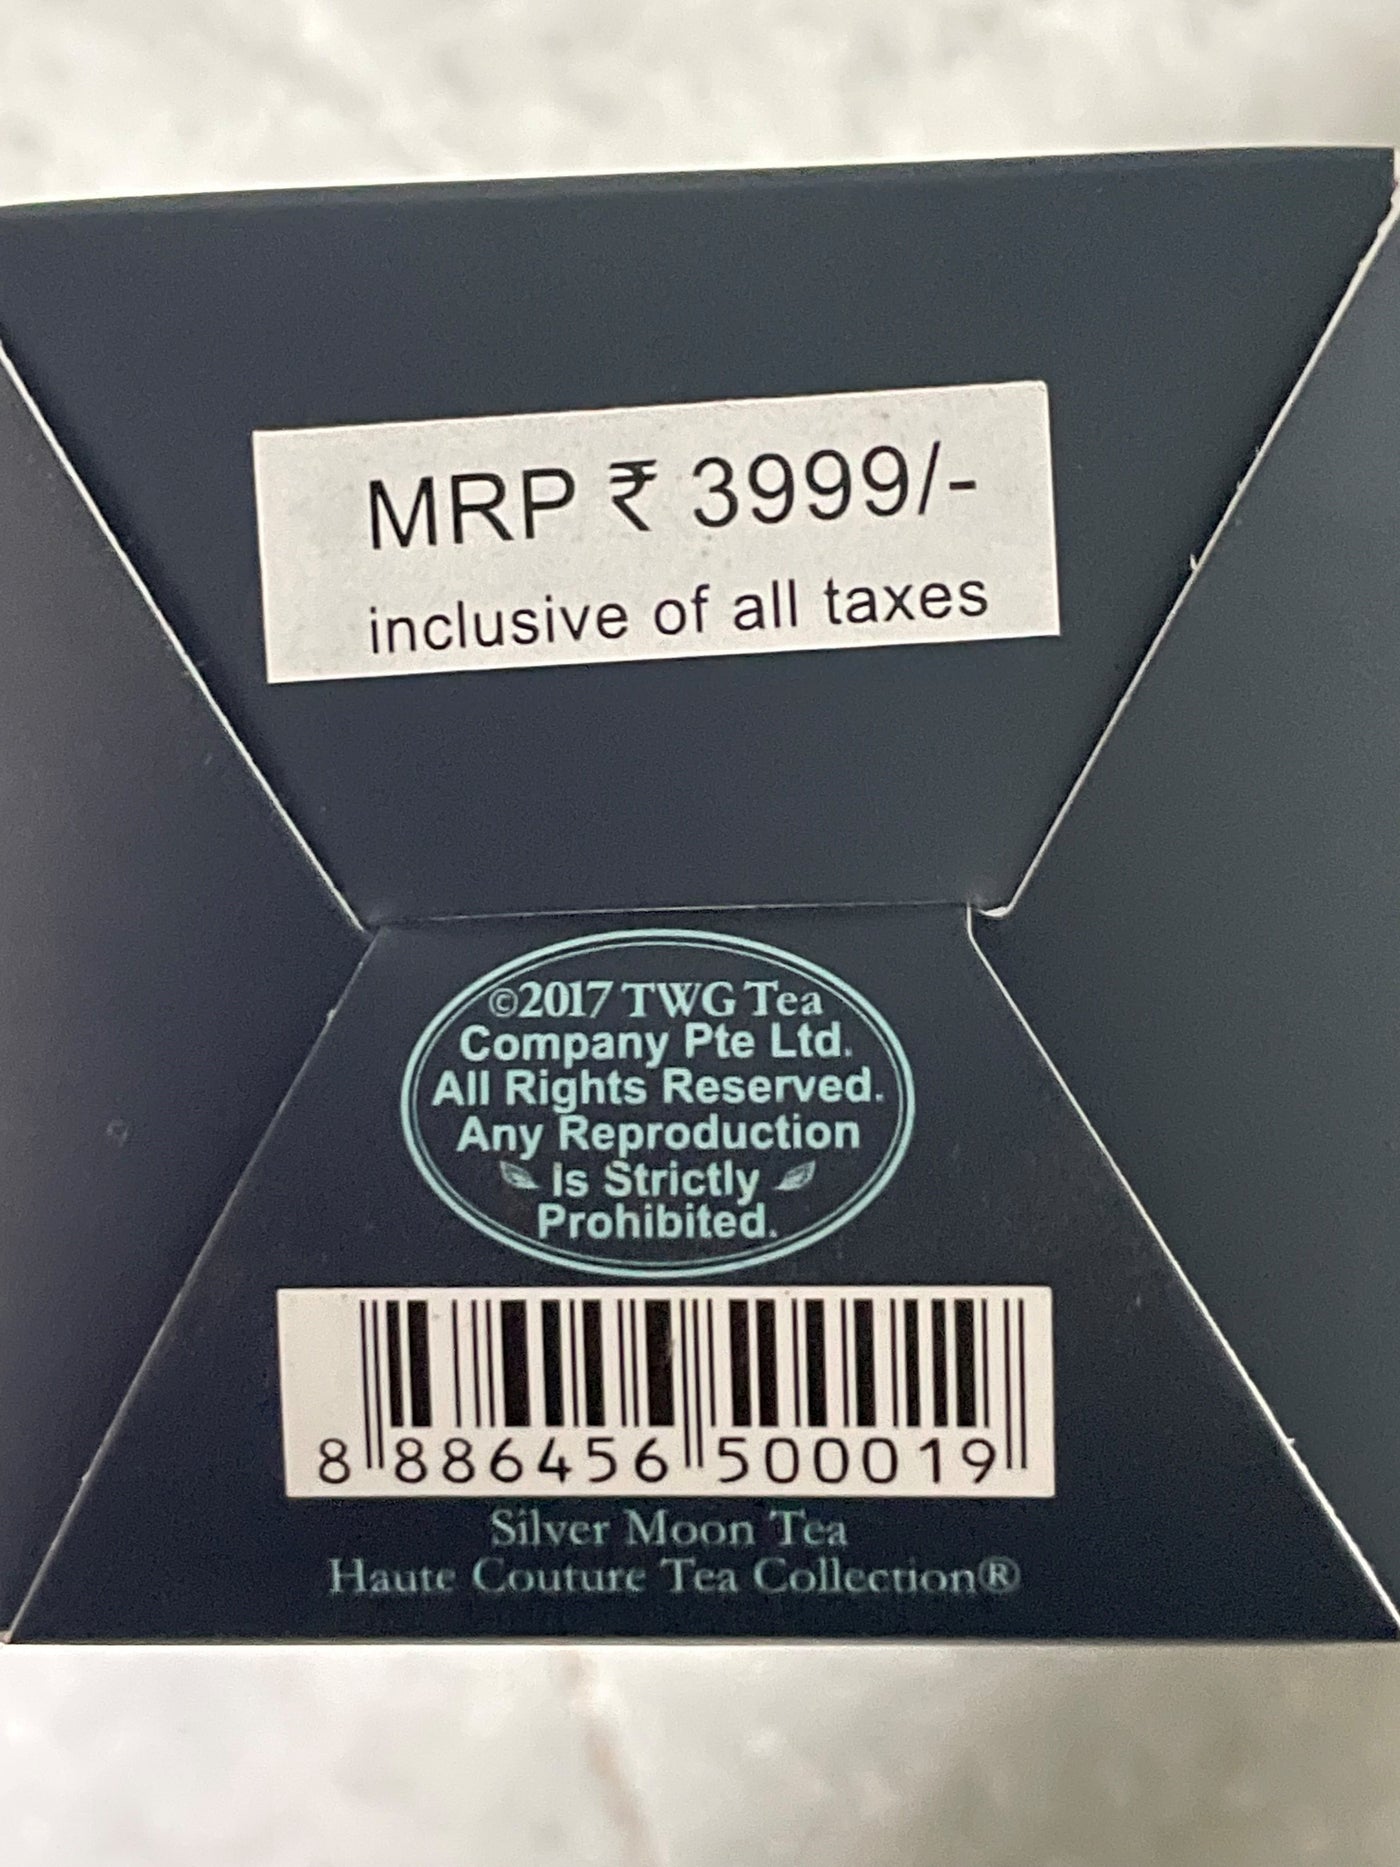 MRP ₹ 3999/-
inclusive of all taxes
©2017 TWG Tea
Company Pte Ltd.
All Rights Reserved.
Any Reproduction
Is Strictly
Prohibited.
8 886456 500019
Silver Moon Tea
Haute Couture Tea Collection®